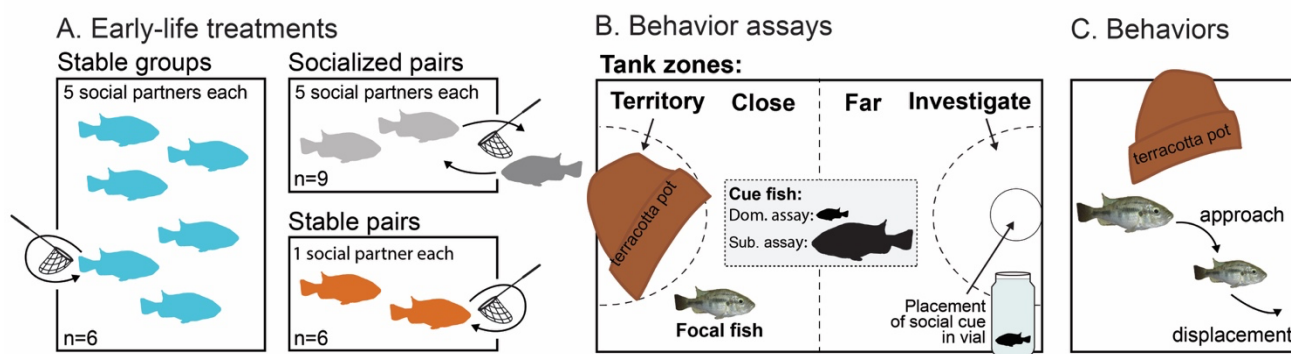 A. Early-life treatments
Stable groups
5 social partners each
n=6
Socialized pairs
5 social partners each
n=9
Stable pairs
1 social partner each
n=6
B. Behavior assays
Tank zones:
Territory
Close
Far
Investigate
terracotta pot
Cue fish:
Dom. assay:
Sub. assay:
Focal fish
Placement
of social cue
in vial
C. Behaviors
terracotta pot
approach
displacement